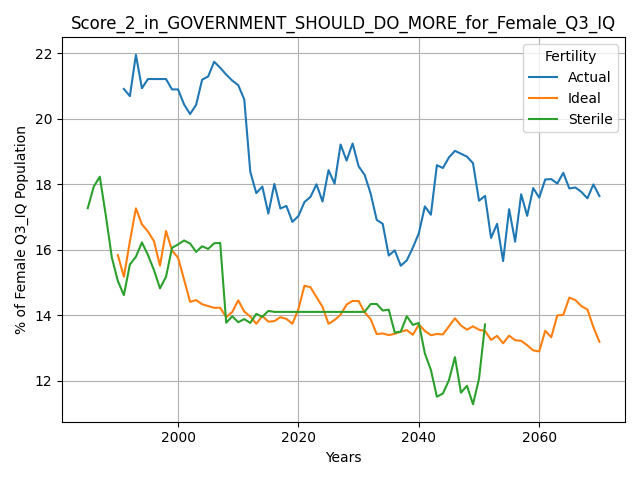 Score_2_in_GOVERNMENT_SHOULD_DO_MORE_for_Female_Q3_IQ
% of Female Q3_IQ Population
22
20
18
16
14
12
Fertility
Actual
Ideal
Sterile
2000
2020
2040
2060
Years